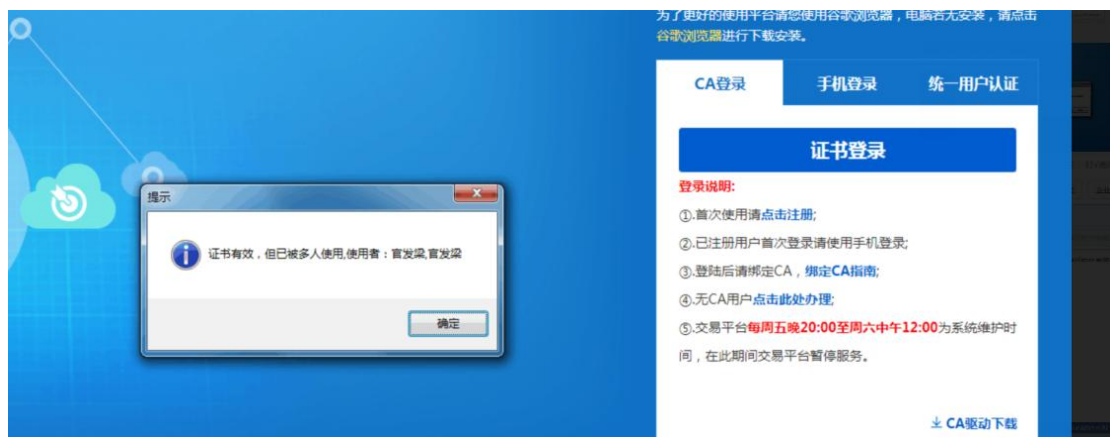 为了更好的使用平台请您使用谷歌浏览器，电脑若无安装，请点击
谷歌浏览器进行下载安装。
CA登录 手机登录 统一用户认证
证书登录
登录说明:
①.首次使用请点击注册;
②.已注册用户首次登录请使用手机登录;
③.登陆后请绑定CA，绑定CA指南;
④.无CA用户点击此处办理;
⑤.交易平台每周五晚20:00至周六中午12:00为系统维护时
间，在此期间交易平台暂停服务。
CA驱动下载
提示
证书有效，但已被多人使用,使用者：官发梁,官发梁
确定